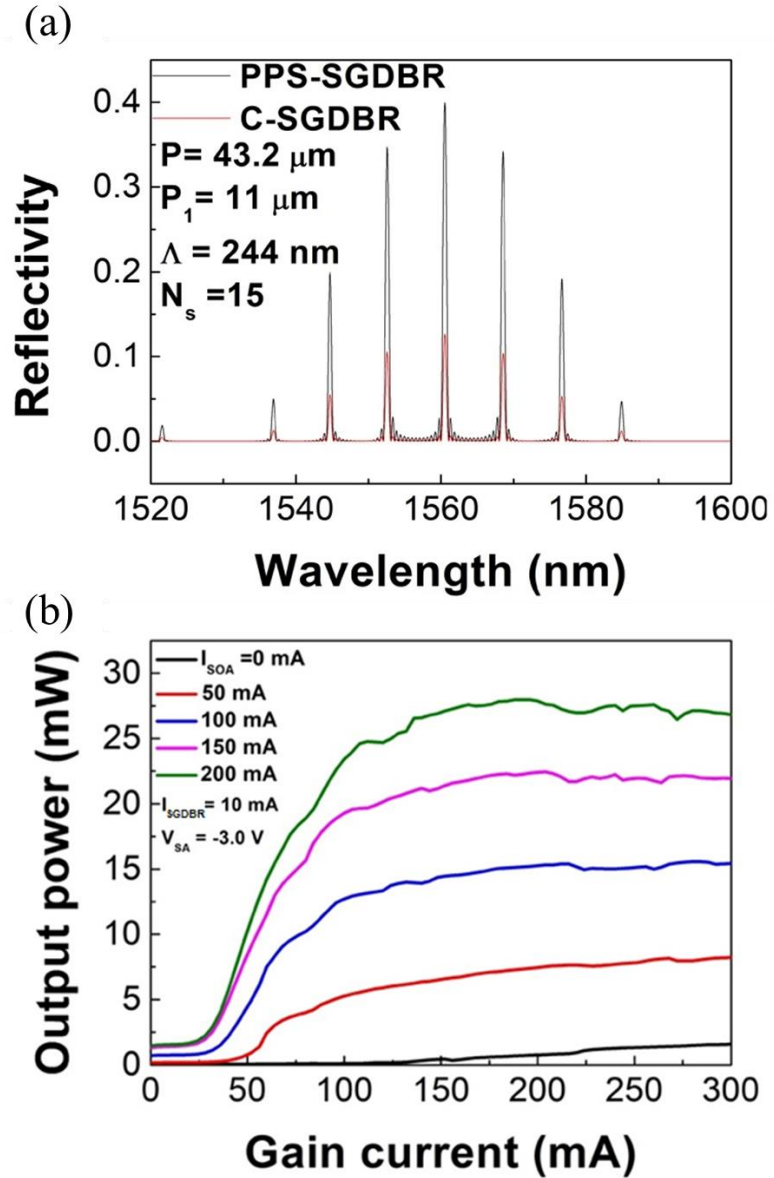 (a)
PPS-SGDBR
C-SGDBR
P= 43.2 μm
P1= 11 μm
Λ = 244 nm
Ns =15
0.4
0.3
0.2
0.1
0.0
Reflectivity
1520 1540 1560 1580 1600
Wavelength (nm)
(b)
ISOA =0 mA
50 mA
100 mA
150 mA
200 mA
ISGDBR= 10 mA
VSA = -3.0 V
30
25
20
15
10
5
0
Output power (mW)
0 50 100 150 200 250 300
Gain current (mA)